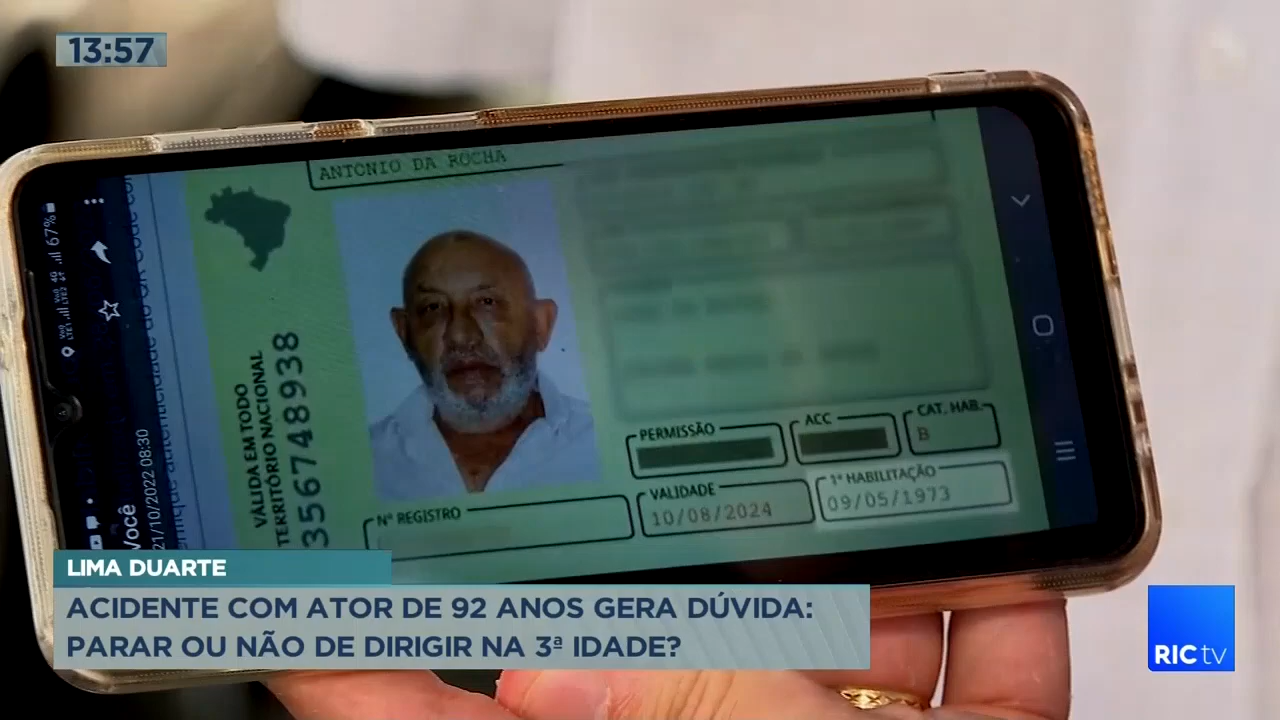 13:57
ANTONIO DA ROCHA
67%
4G
Você
21/10/2022 08:30
VÁLIDA EM TODO
TERRITÓRIO NACIONAL
3567748938
PERMISSÃO
ACC
CAT. HAB.
B
Nº REGISTRO
VALIDADE
10/08/2024
1ª HABILITAÇÃO
09/05/1973
LIMA DUARTE
ACIDENTE COM ATOR DE 92 ANOS GERA DÚVIDA:
PARAR OU NÃO DE DIRIGIR NA 3ª IDADE?
RIC tv